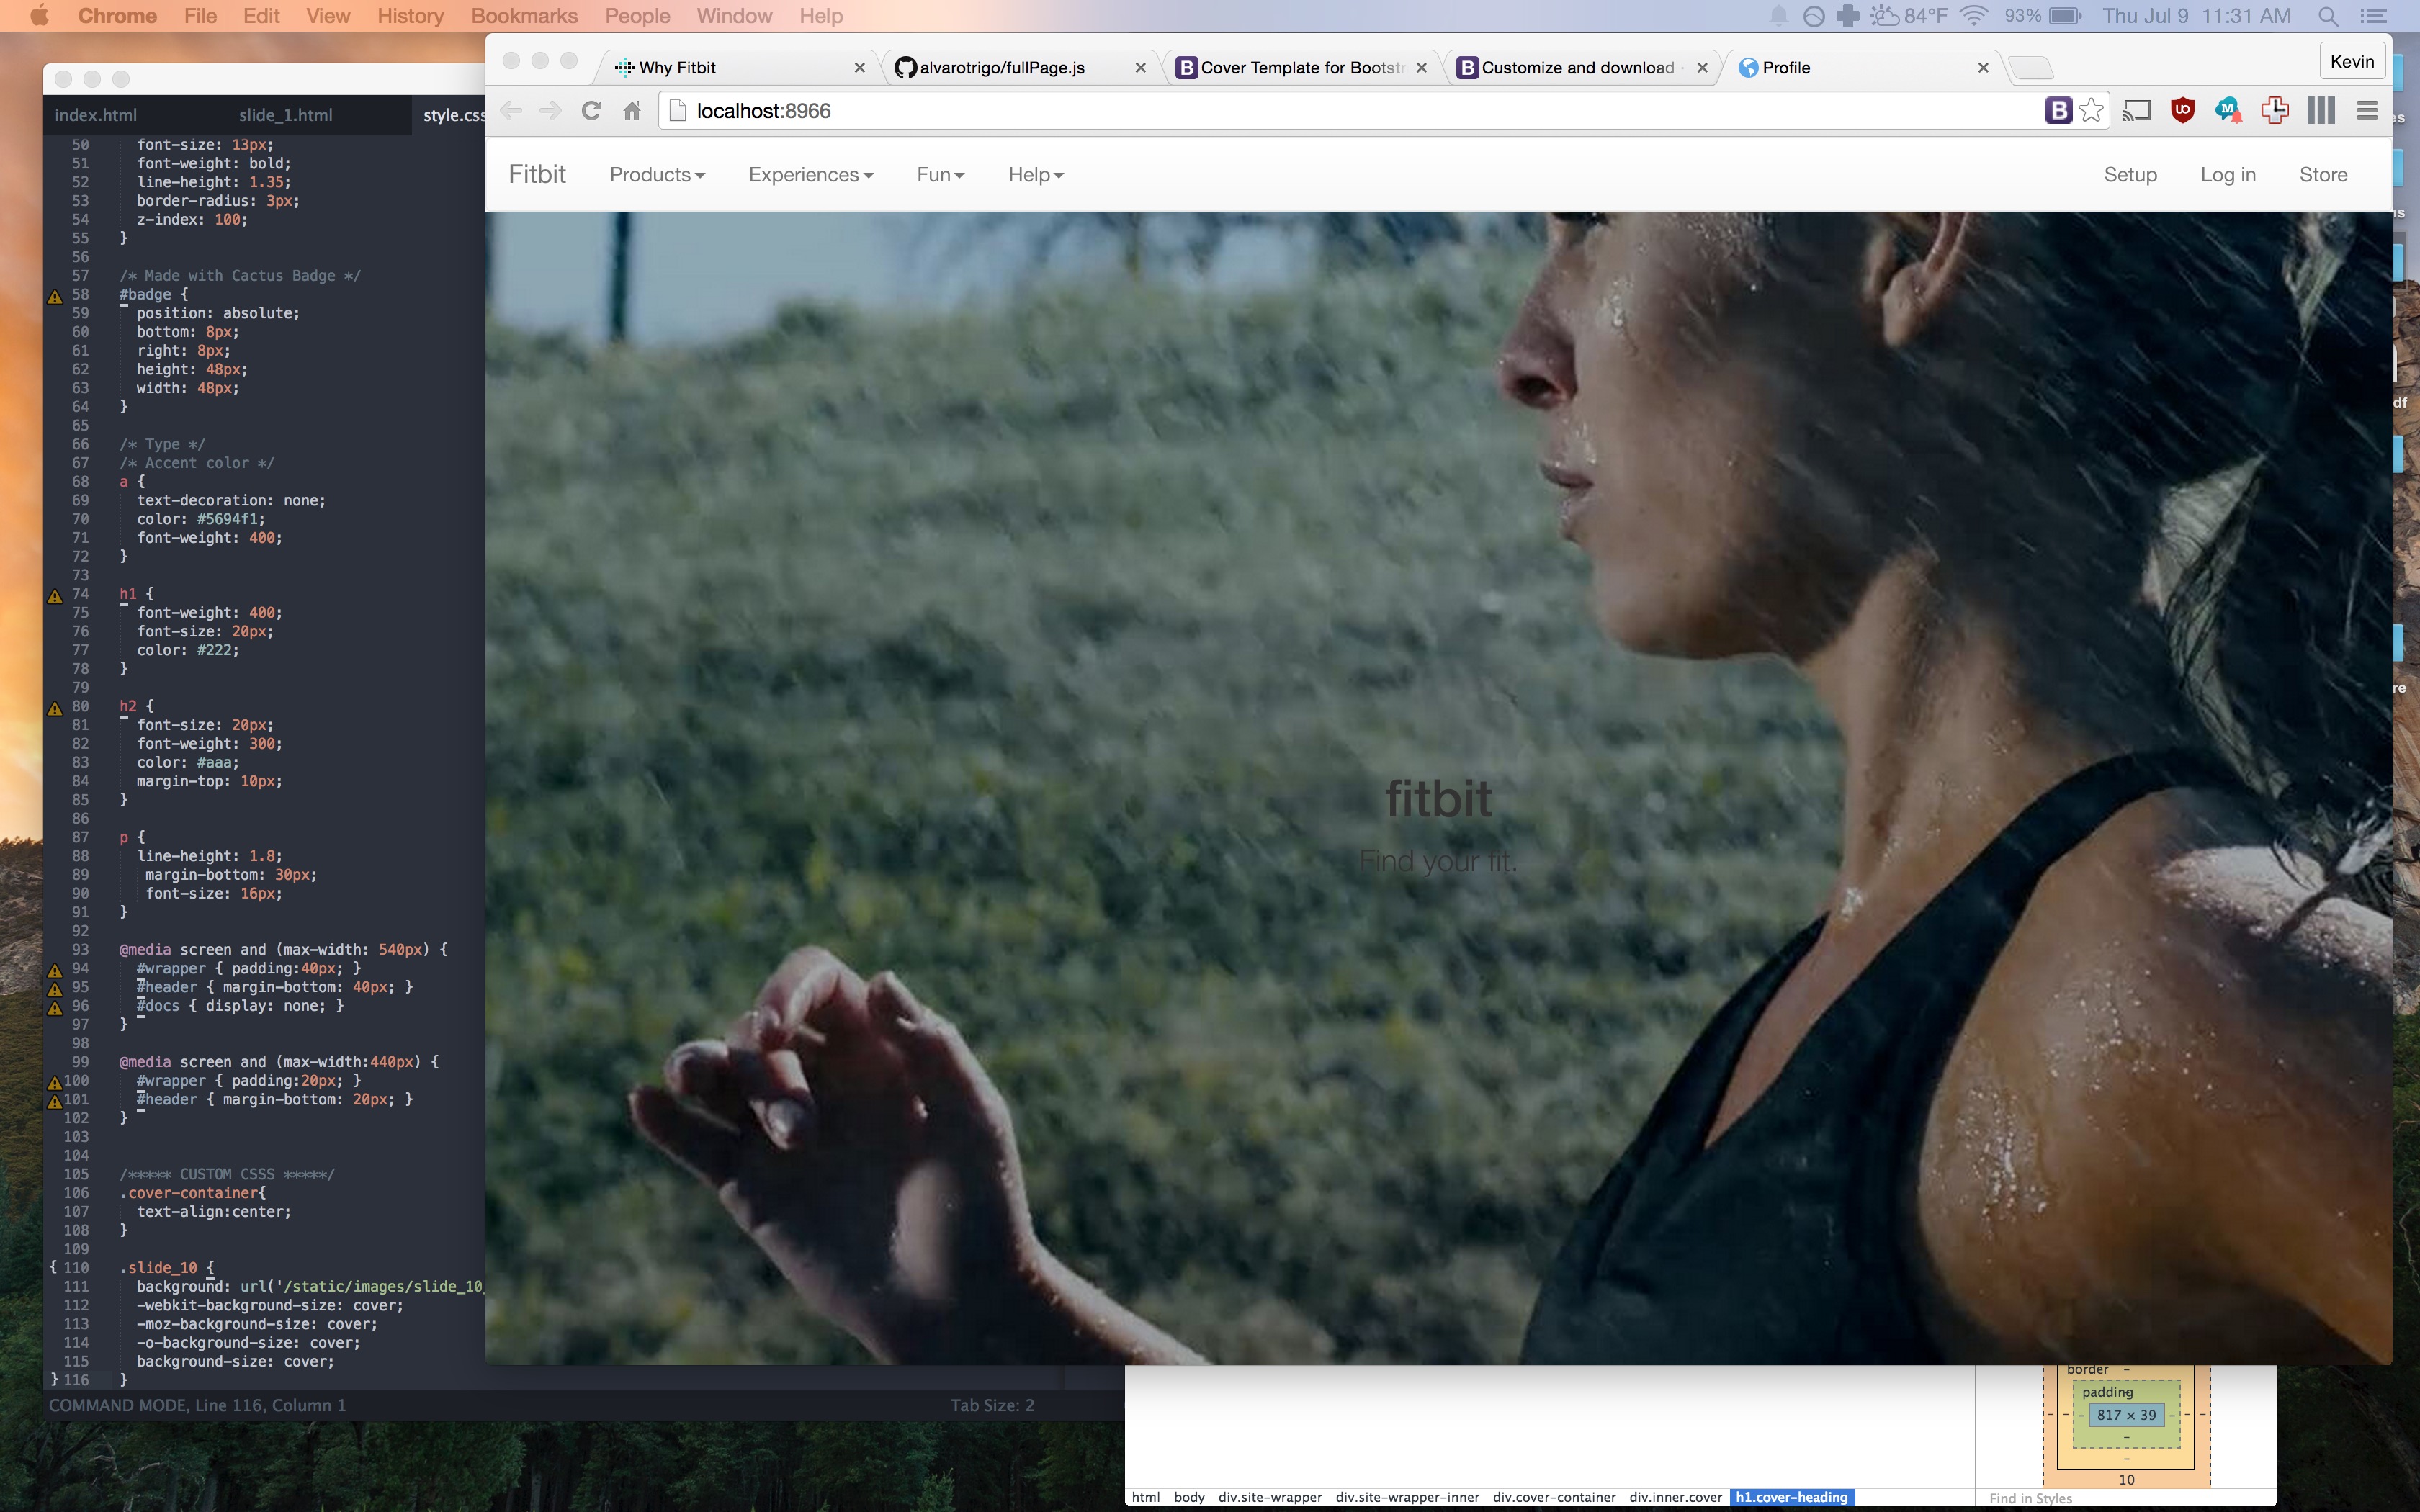 Chrome File Edit View History Bookmarks People Window Help
84°F 93% Thu Jul 9 11:31 AM
Why Fitbit
alvarotrigo/fullPage.js
Cover Template for Bootstr
Customize and download
Profile
Kevin
localhost:8966
index.html slide_1.html style.css
Fitbit Products Experiences Fun Help Setup Log in Store
fitbit
Find your fit.
50 font-size: 13px;
51 font-weight: bold;
52 line-height: 1.35;
53 border-radius: 3px;
54 z-index: 100;
55 }
56
57 /* Made with Cactus Badge */
58 #badge {
59 position: absolute;
60 bottom: 8px;
61 right: 8px;
62 height: 48px;
63 width: 48px;
64 }
65
66 /* Type */
67 /* Accent color */
68 a {
69 text-decoration: none;
70 color: #5694f1;
71 font-weight: 400;
72 }
73
74 h1 {
75 font-weight: 400;
76 font-size: 20px;
77 color: #222;
78 }
79
80 h2 {
81 font-size: 20px;
82 font-weight: 300;
83 color: #aaa;
84 margin-top: 10px;
85 }
86
87 p {
88 line-height: 1.8;
89 margin-bottom: 30px;
90 font-size: 16px;
91 }
92
93 @media screen and (max-width: 540px) {
94 #wrapper { padding:40px; }
95 #header { margin-bottom: 40px; }
96 #docs { display: none; }
97 }
98
99 @media screen and (max-width:440px) {
100 #wrapper { padding:20px; }
101 #header { margin-bottom: 20px; }
102 }
103
104
105 /***** CUSTOM CSSS *****/
106 .cover-container{
107 text-align:center;
108 }
109
{ 110 .slide_10 {
111 background: url('/static/images/slide_10_
112 -webkit-background-size: cover;
113 -moz-background-size: cover;
114 -o-background-size: cover;
115 background-size: cover;
} 116 }
COMMAND MODE, Line 116, Column 1 Tab Size: 2
border -
padding
- - - 817 × 39 - - -
-
-
10
html body div.site-wrapper div.site-wrapper-inner div.cover-container div.inner.cover h1.cover-heading
Find in Styles
es
ns
df
re